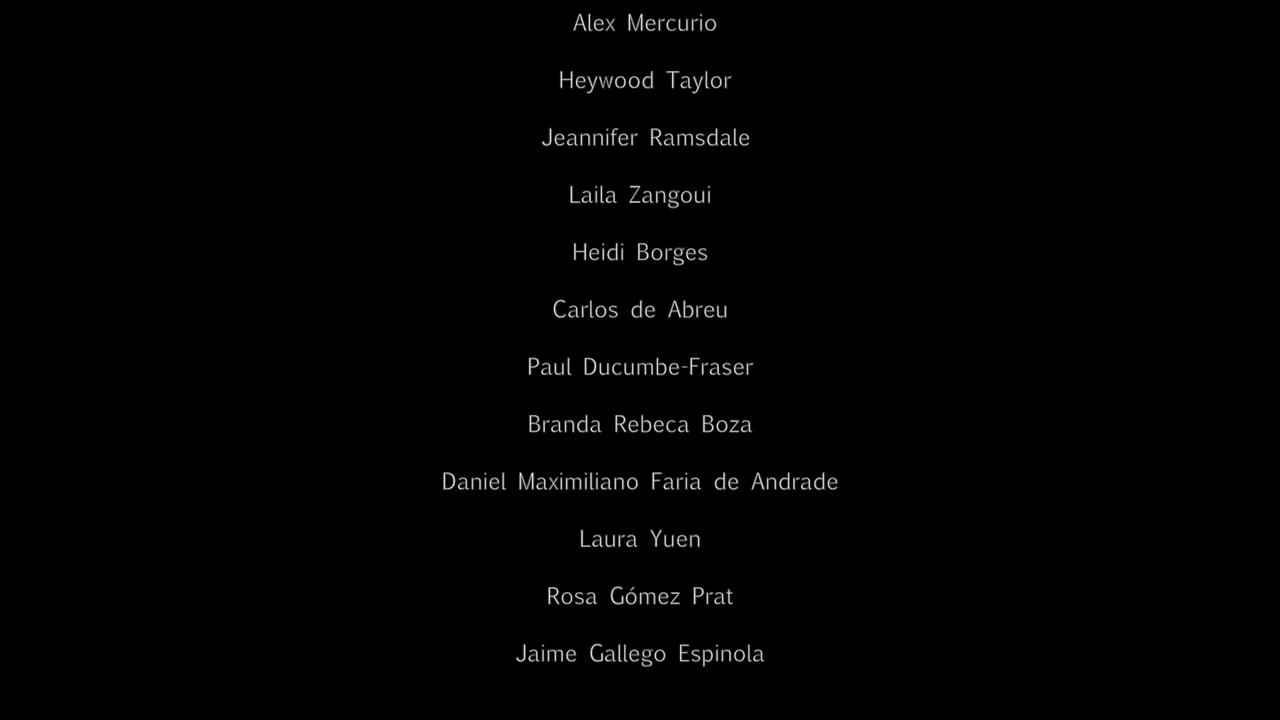 Alex Mercurio
Heywood Taylor
Jeannifer Ramsdale
Laila Zangoui
Heidi Borges
Carlos de Abreu
Paul Ducumbe-Fraser
Branda Rebeca Boza
Daniel Maximiliano Faria de Andrade
Laura Yuen
Rosa Gómez Prat
Jaime Gallego Espinola